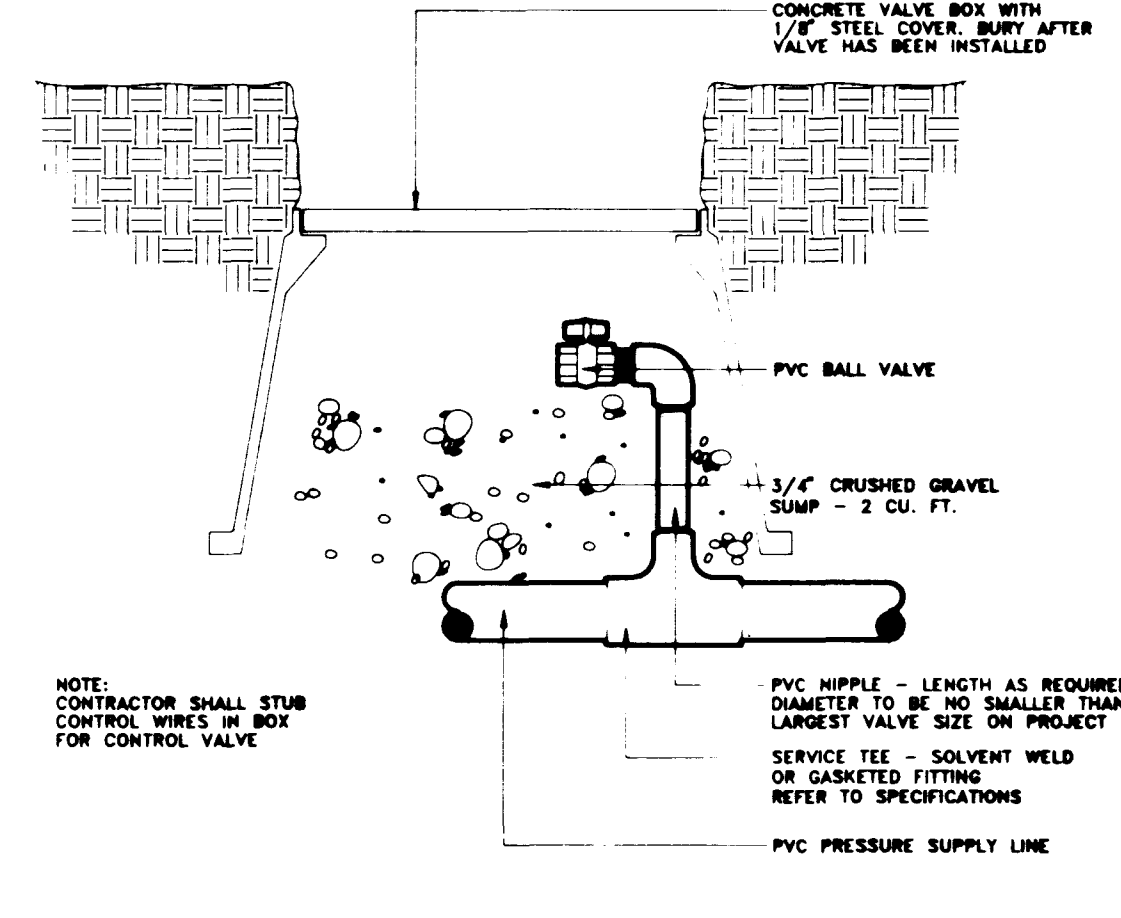 CONCRETE VALVE BOX WITH
1/8" STEEL COVER. BURY AFTER
VALVE HAS BEEN INSTALLED
PVC BALL VALVE
3/4" CRUSHED GRAVEL
SUMP - 2 CU. FT.
NOTE:
CONTRACTOR SHALL STUB
CONTROL WIRES IN BOX
FOR CONTROL VALVE
PVC NIPPLE - LENGTH AS REQUIRED
DIAMETER TO BE NO SMALLER THAN
LARGEST VALVE SIZE ON PROJECT
SERVICE TEE - SOLVENT WELD
OR GASKETED FITTING
REFER TO SPECIFICATIONS
PVC PRESSURE SUPPLY LINE